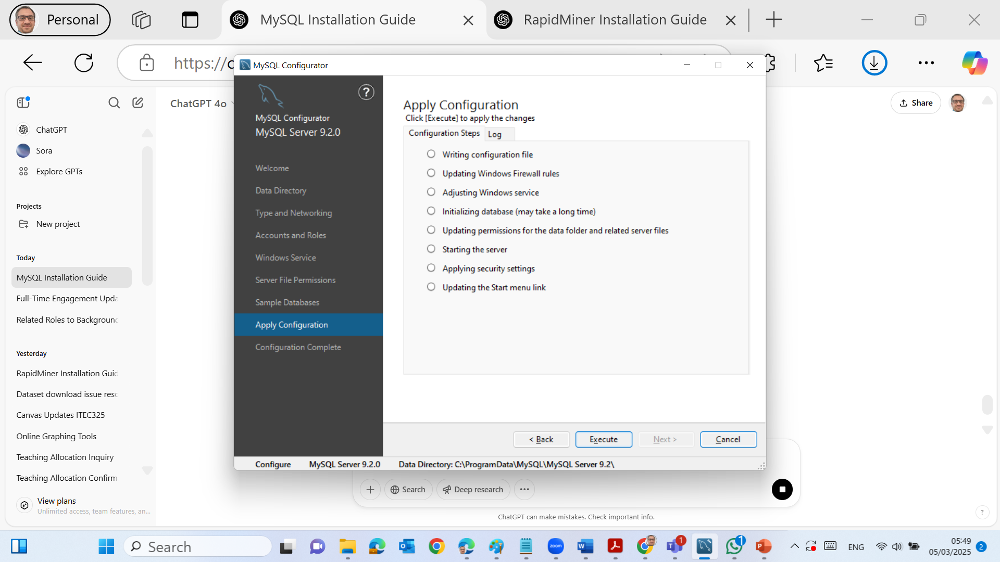 Personal
MySQL Installation Guide
RapidMiner Installation Guide
https://c
MySQL Configurator
ChatGPT 4o
Share
ChatGPT
Sora
Explore GPTs
Projects
New project
Today
MySQL Installation Guide
Full-Time Engagement Upda
Related Roles to Background
Yesterday
RapidMiner Installation Guid
Dataset download issue reso
Canvas Updates ITEC325
Online Graphing Tools
Teaching Allocation Inquiry
Teaching Allocation Confirm
View plans
Unlimited access, team features, an...
?
MySQL Configurator
MySQL Server 9.2.0
Welcome
Data Directory
Type and Networking
Accounts and Roles
Windows Service
Server File Permissions
Sample Databases
Apply Configuration
Configuration Complete
Apply Configuration
Click [Execute] to apply the changes
Configuration Steps
Log
Writing configuration file
Updating Windows Firewall rules
Adjusting Windows service
Initializing database (may take a long time)
Updating permissions for the data folder and related server files
Starting the server
Applying security settings
Updating the Start menu link
< Back
Execute
Next >
Cancel
Configure MySQL Server 9.2.0 Data Directory: C:\ProgramData\MySQL\MySQL Server 9.2\
Search
Deep research
ChatGPT can make mistakes. Check important info.
?
Search
zoom
1
1
ENG
05:49
05/03/2025
2